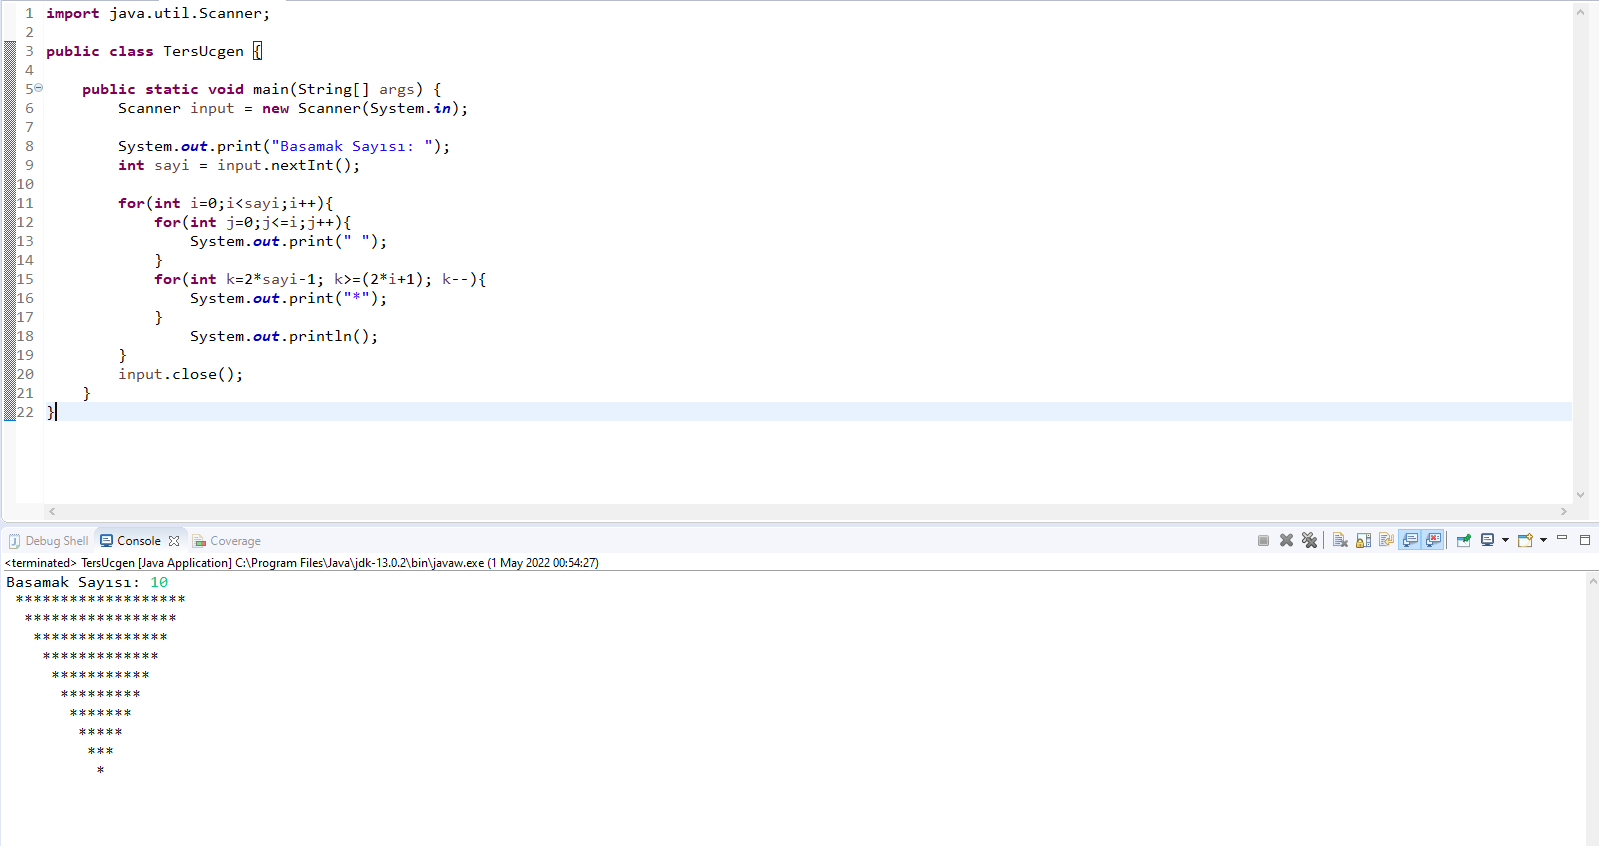 1 import java.util.Scanner;
2
3 public class TersUcgen {
4
5     public static void main(String[] args) {
6         Scanner input = new Scanner(System.in);
7
8         System.out.print("Basamak Sayısı: ");
9         int sayi = input.nextInt();
10
11         for(int i=0;i<sayi;i++){
12             for(int j=0;j<=i;j++){
13                 System.out.print(" ");
14             }
15             for(int k=2*sayi-1; k>=(2*i+1); k--){
16                 System.out.print("*");
17             }
18                 System.out.println();
19         }
20         input.close();
21     }
22 }
Debug Shell Console Coverage
<terminated> TersUcgen [Java Application] C:\Program Files\Java\jdk-13.0.2\bin\javaw.exe (1 May 2022 00:54:27)
Basamak Sayısı: 10
 *******************
  *****************
   ***************
    *************
     ***********
      *********
       *******
        *****
         ***
          *